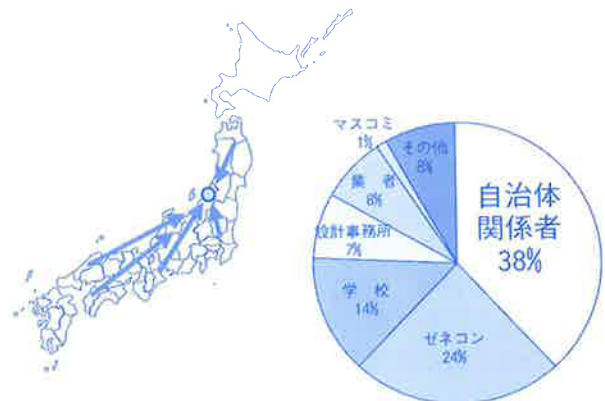 マスコミ
1%
その他
8%
業 者
8%
設計事務所
7%
学 校
14%
ゼネコン
24%
自治体
関係者
38%